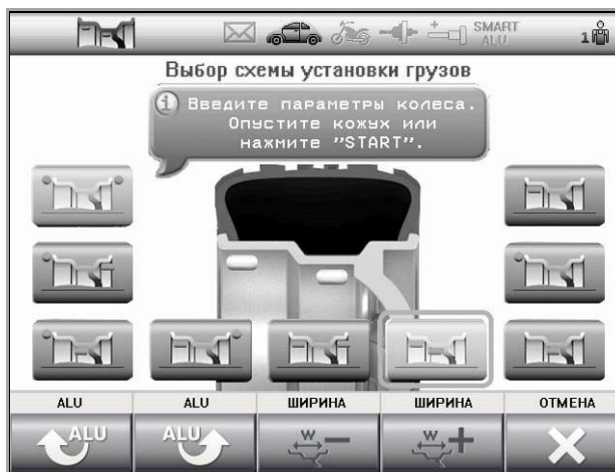 SMART
ALU
1
Выбор схемы установки грузов
i Введите параметры колеса.
Опустите кожух или
нажмите "START".
ALU ALU ШИРИНА ШИРИНА ОТМЕНА
ALU ALU W − W +